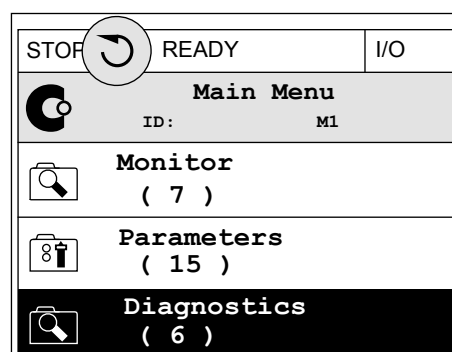 STOP READY I/O
Main Menu
ID: M1
Monitor
( 7 )
Parameters
( 15 )
Diagnostics
( 6 )